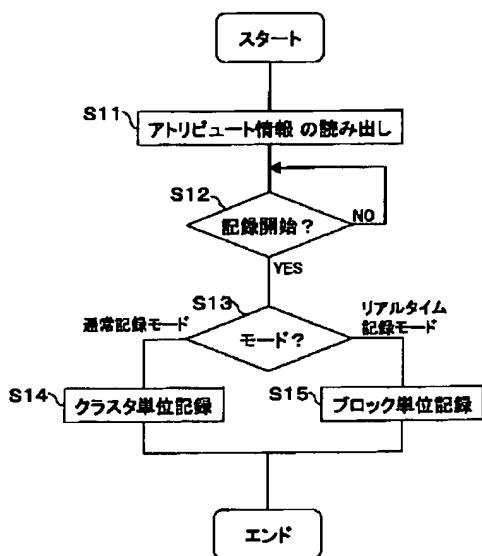 スタート
S11
アトリビュート情報 の読み出し
S12
記録開始？
NO
YES
S13
通常記録モード
モード？
リアルタイム
記録モード
S14
クラスタ単位記録
S15
ブロック単位記録
エンド